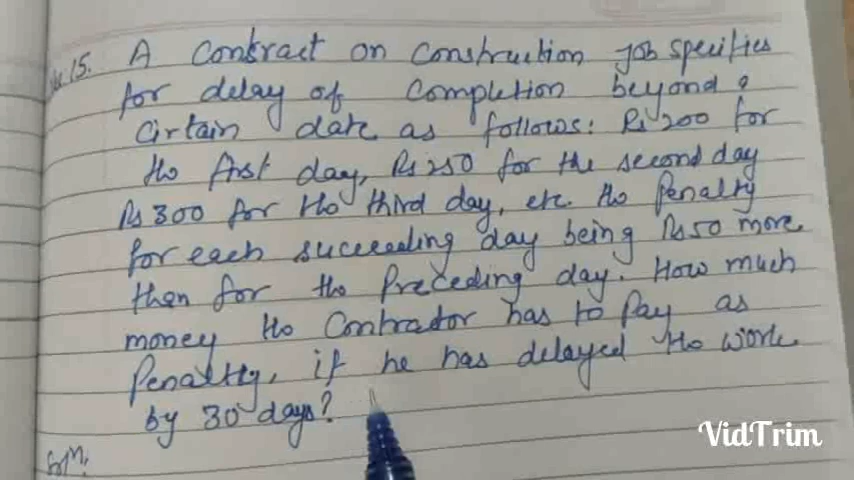 15. A Contract on Construction job specifies
for delay of Completion beyond a
Cirtain date as follows: Rs 200 for
the first day, Rs 250 for the second day
Rs 300 for the third day, etc the Penalty
for each succeeding day being Rs 50 more
then for the Preceding day. How much
money the Contractor has to Pay as
Penalty, if he has delayed the work
by 30 days?
VidTrim
Solⁿ: